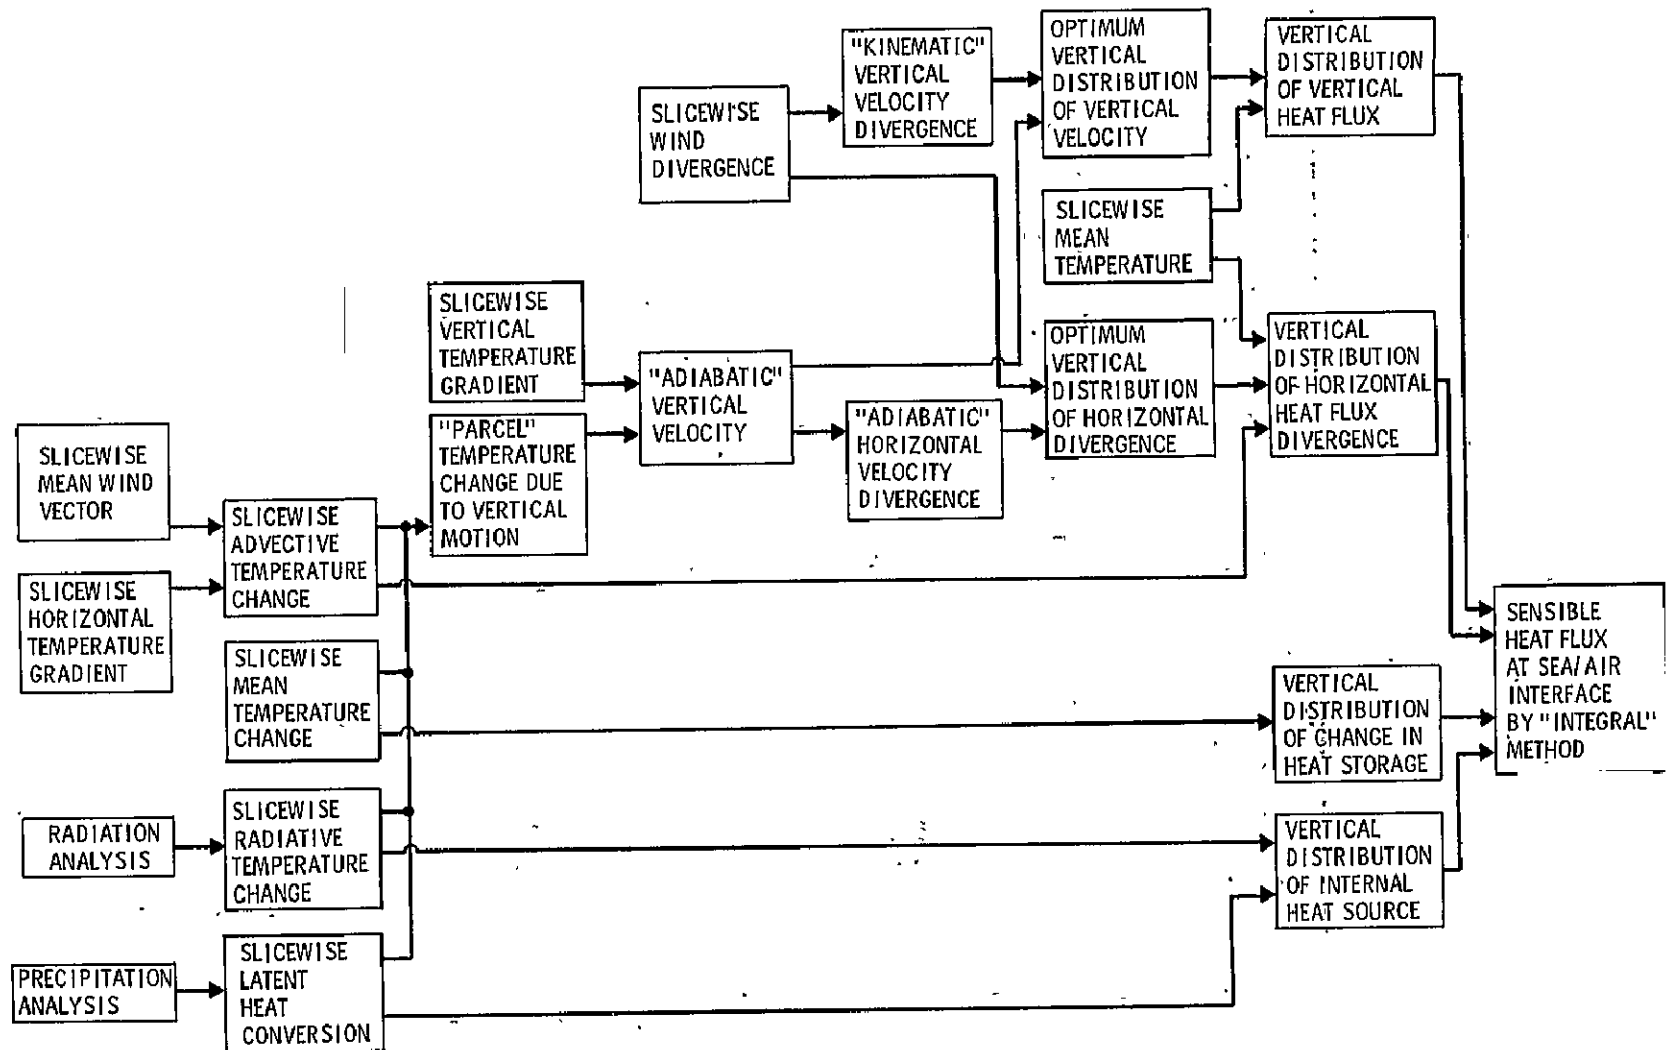 "KINEMATIC"
VERTICAL
VELOCITY
DIVERGENCE
OPTIMUM
VERTICAL
DISTRIBUTION
OF VERTICAL
VELOCITY
VERTICAL
DISTRIBUTION
OF VERTICAL
HEAT FLUX
SLICEWISE
WIND
DIVERGENCE
SLICEWISE
MEAN
TEMPERATURE
SLICEWISE
VERTICAL
TEMPERATURE
GRADIENT
"ADIABATIC"
VERTICAL
VELOCITY
OPTIMUM
VERTICAL
DISTRIBUTION
OF HORIZONTAL
DIVERGENCE
VERTICAL
DISTRIBUTION
OF HORIZONTAL
HEAT FLUX
DIVERGENCE
"PARCEL"
TEMPERATURE
CHANGE DUE
TO VERTICAL
MOTION
"ADIABATIC"
HORIZONTAL
VELOCITY
DIVERGENCE
SLICEWISE
MEAN WIND
VECTOR
SLICEWISE
ADVECTIVE
TEMPERATURE
CHANGE
SLICEWISE
HORIZONTAL
TEMPERATURE
GRADIENT
SLICEWISE
MEAN
TEMPERATURE
CHANGE
VERTICAL
DISTRIBUTION
OF CHANGE IN
HEAT STORAGE
SENSIBLE
HEAT FLUX
AT SEA/AIR
INTERFACE
BY "INTEGRAL"
METHOD
RADIATION
ANALYSIS
SLICEWISE
RADIATIVE
TEMPERATURE
CHANGE
VERTICAL
DISTRIBUTION
OF INTERNAL
HEAT SOURCE
PRECIPITATION
ANALYSIS
SLICEWISE
LATENT
HEAT
CONVERSION